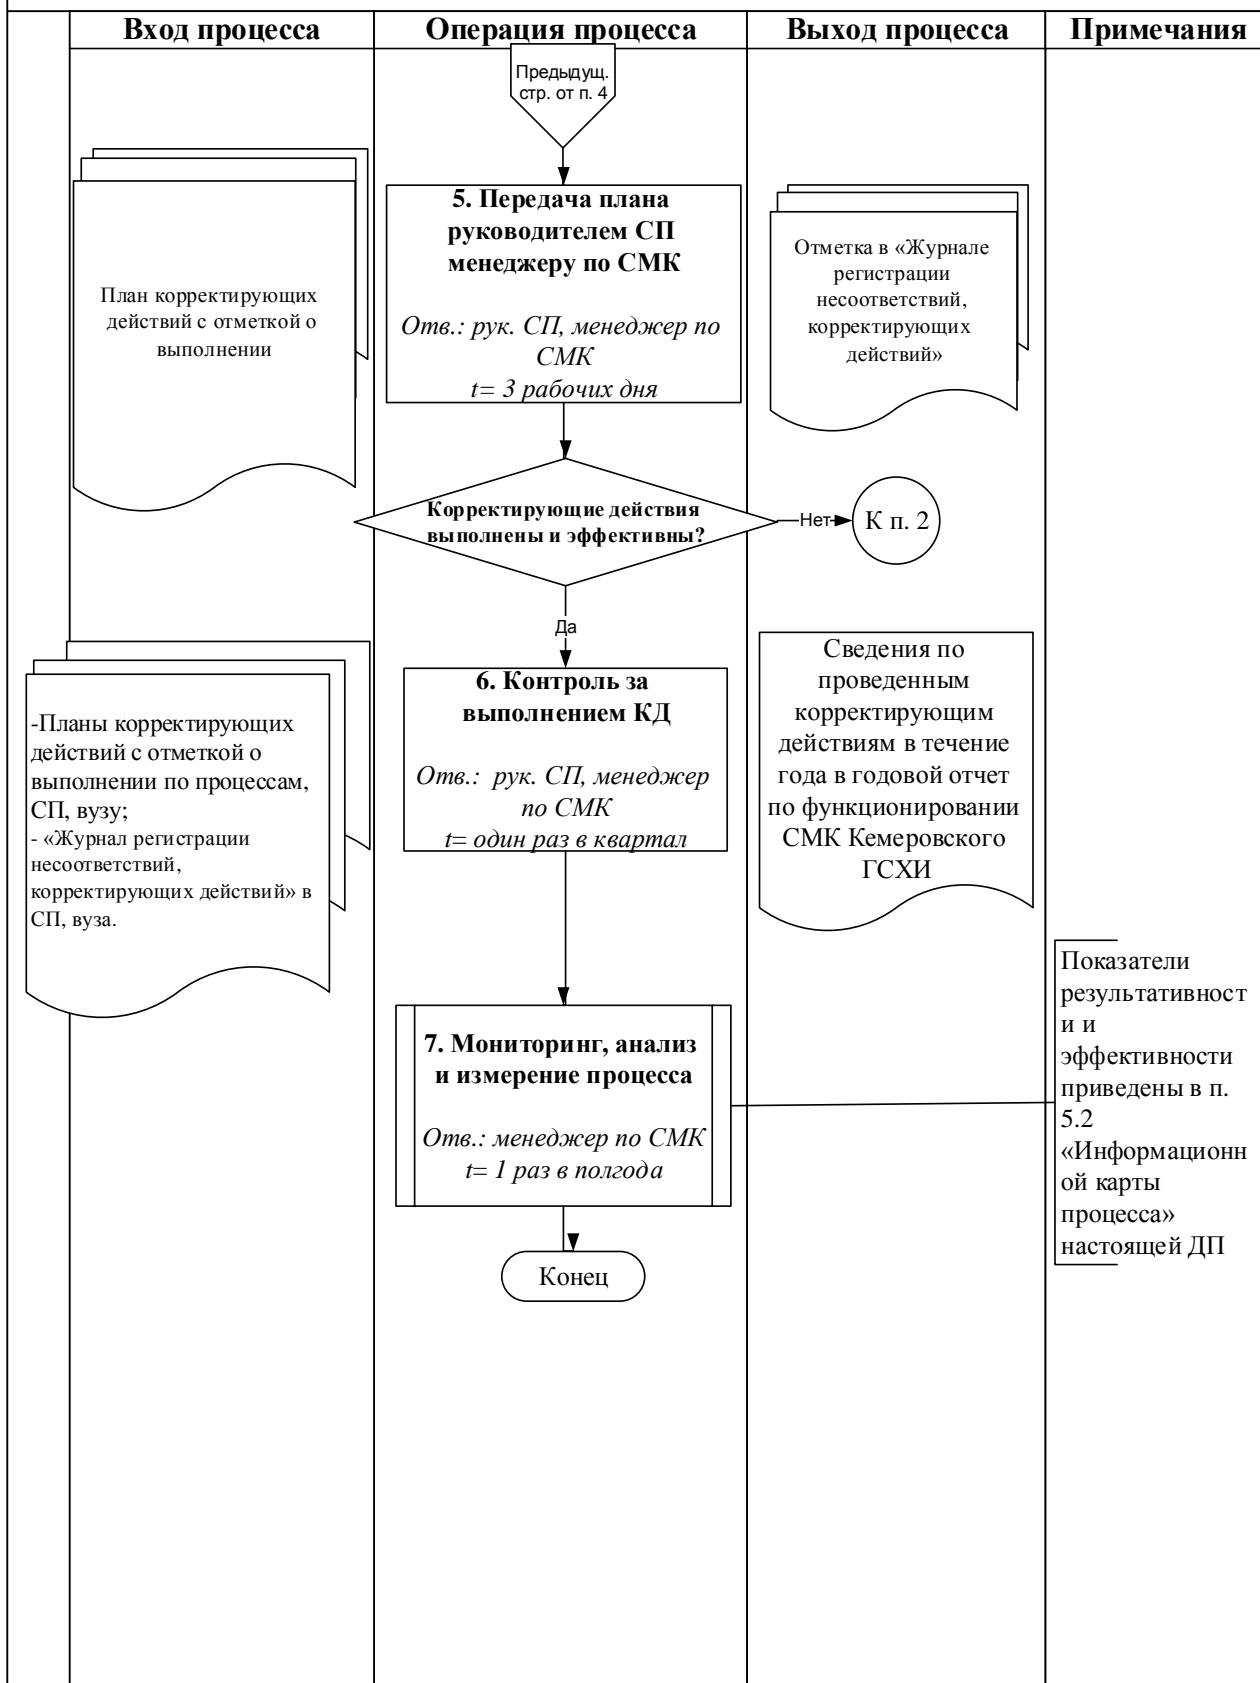 Вход процесса
Операция процесса
Выход процесса
Примечания
Предыдущ.
стр. от п. 4
План корректирующих
действий с отметкой о
выполнении
5. Передача плана
руководителем СП
менеджеру по СМК
Отв.: рук. СП, менеджер по
СМК
t= 3 рабочих дня
Отметка в «Журнале
регистрации
несоответствий,
корректирующих
действий»
Корректирующие действия
выполнены и эффективны?
Нет
К п. 2
Да
-Планы корректирующих
действий с отметкой о
выполнении по процессам,
СП, вузу;
- «Журнал регистрации
несоответствий,
корректирующих действий» в
СП, вуза.
6. Контроль за
выполнением КД
Отв.: рук. СП, менеджер
по СМК
t= один раз в квартал
Сведения по
проведенным
корректирующим
действиям в течение
года в годовой отчет
по функционировании
СМК Кемеровского
ГСХИ
7. Мониторинг, анализ
и измерение процесса
Отв.: менеджер по СМК
t= 1 раз в полгода
Показатели
результативност
и и
эффективности
приведены в п.
5.2
«Информационн
ой карты
процесса»
настоящей ДП
Конец